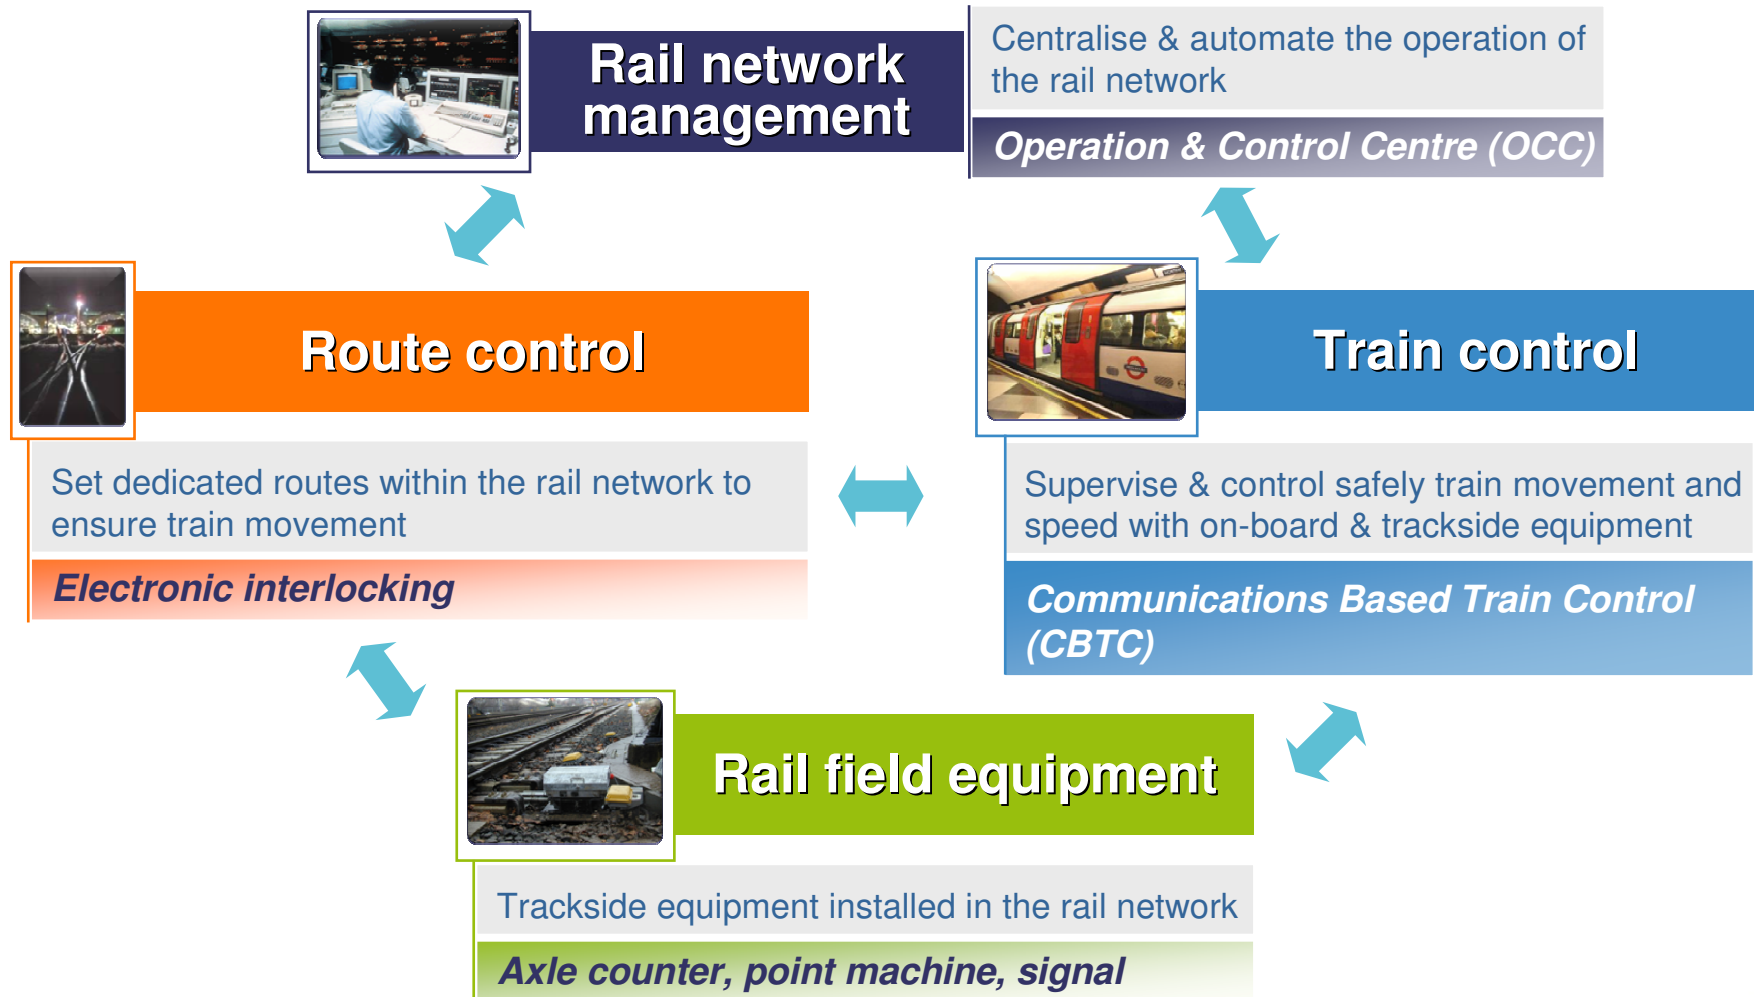 Rail network
management
Centralise & automate the operation of
the rail network
Operation & Control Centre (OCC)
Route control
Set dedicated routes within the rail network to
ensure train movement
Electronic interlocking
Train control
Supervise & control safely train movement and
speed with on-board & trackside equipment
Communications Based Train Control
(CBTC)
Rail field equipment
Trackside equipment installed in the rail network
Axle counter, point machine, signal